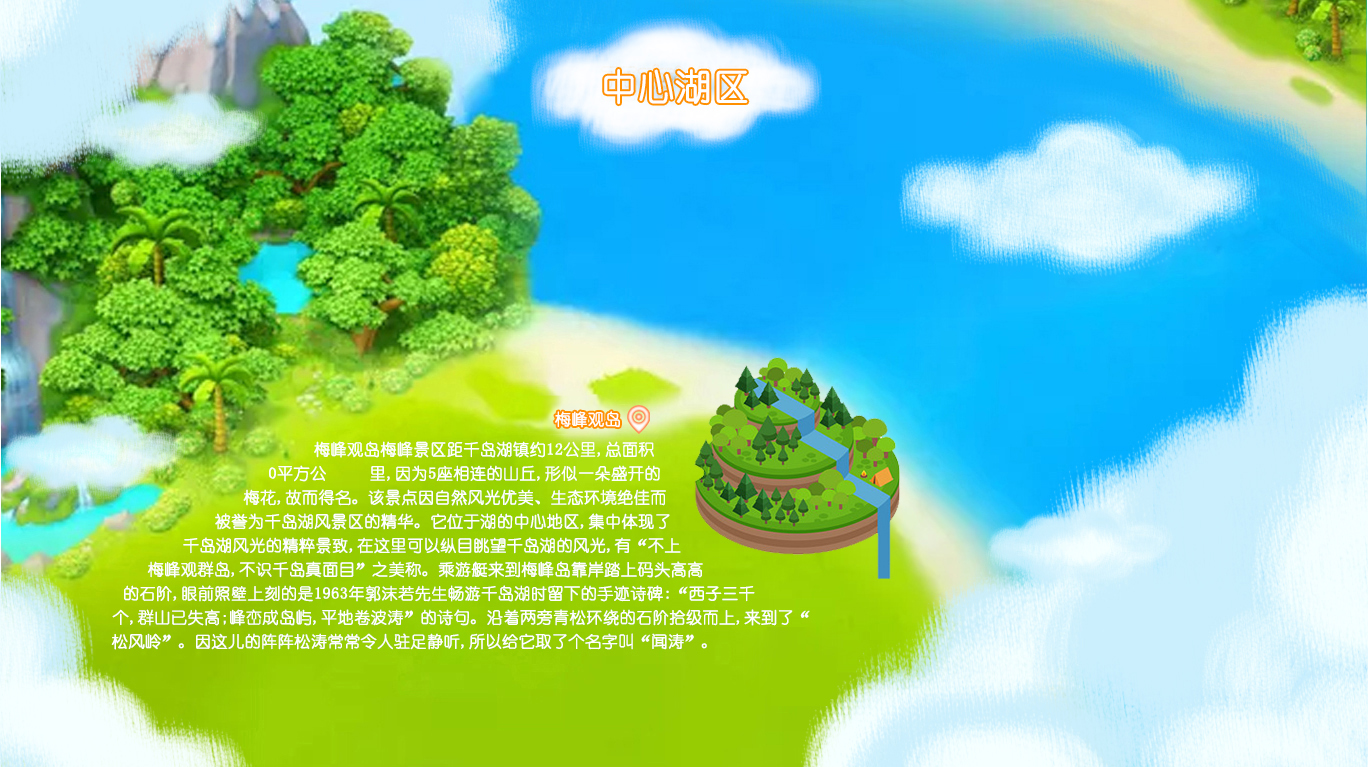 中心湖区
梅峰观岛
梅峰观岛梅峰景区距千岛湖镇约12公里,总面积
0平方公 里,因为5座相连的山丘,形似一朵盛开的
梅花,故而得名。该景点因自然风光优美、生态环境绝佳而
被誉为千岛湖风景区的精华。它位于湖的中心地区,集中体现了
千岛湖风光的精粹景致,在这里可以纵目眺望千岛湖的风光,有“不上
梅峰观群岛,不识千岛真面目”之美称。乘游艇来到梅峰岛靠岸踏上码头高高
的石阶,眼前照壁上刻的是1963年郭沫若先生畅游千岛湖时留下的手迹诗碑:“西子三千
个,群山已失高;峰峦成岛屿,平地卷波涛”的诗句。沿着两旁青松环绕的石阶拾级而上,来到了“
松风岭”。因这儿的阵阵松涛常常令人驻足静听,所以给它取了个名字叫“闻涛”。